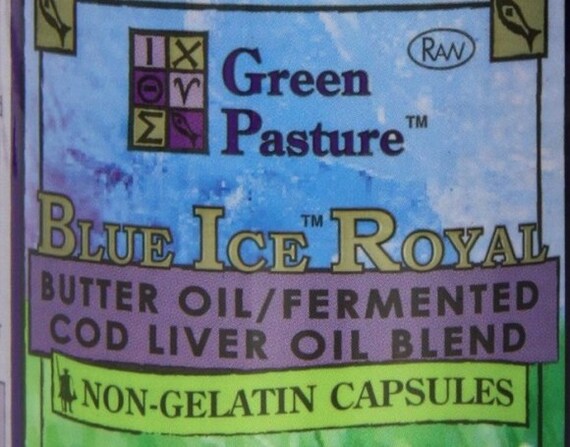 Ι Χ
Θ Υ
Σ
Green
Pasture™
RAW
BLUE ICE™ ROYAL
BUTTER OIL/FERMENTED
COD LIVER OIL BLEND
NON-GELATIN CAPSULES